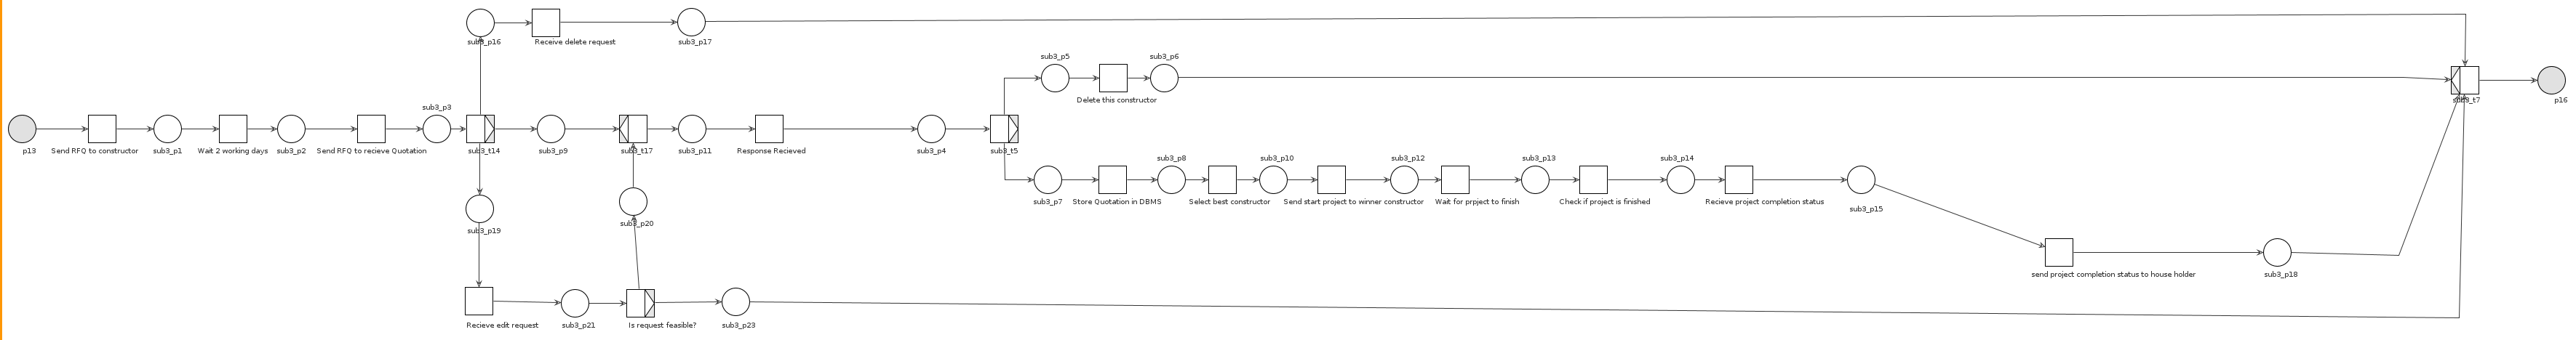 sub3_p16
Receive delete request
sub3_p17
sub3_p5
sub3_p6
Delete this constructor
sub3_t7
p16
sub3_p3
p13
Send RFQ to constructor
sub3_p1
Wait 2 working days
sub3_p2
Send RFQ to recieve Quotation
sub3_t14
sub3_p9
sub3_t17
sub3_p11
Response Recieved
sub3_p4
sub3_t5
sub3_p8
sub3_p10
sub3_p12
sub3_p13
sub3_p14
sub3_p7
Store Quotation in DBMS
Select best constructor
Send start project to winner constructor
Wait for prpject to finish
Check if project is finished
Recieve project completion status
sub3_p15
sub3_p19
sub3_p20
send project completion status to house holder
sub3_p18
Recieve edit request
sub3_p21
Is request feasible?
sub3_p23